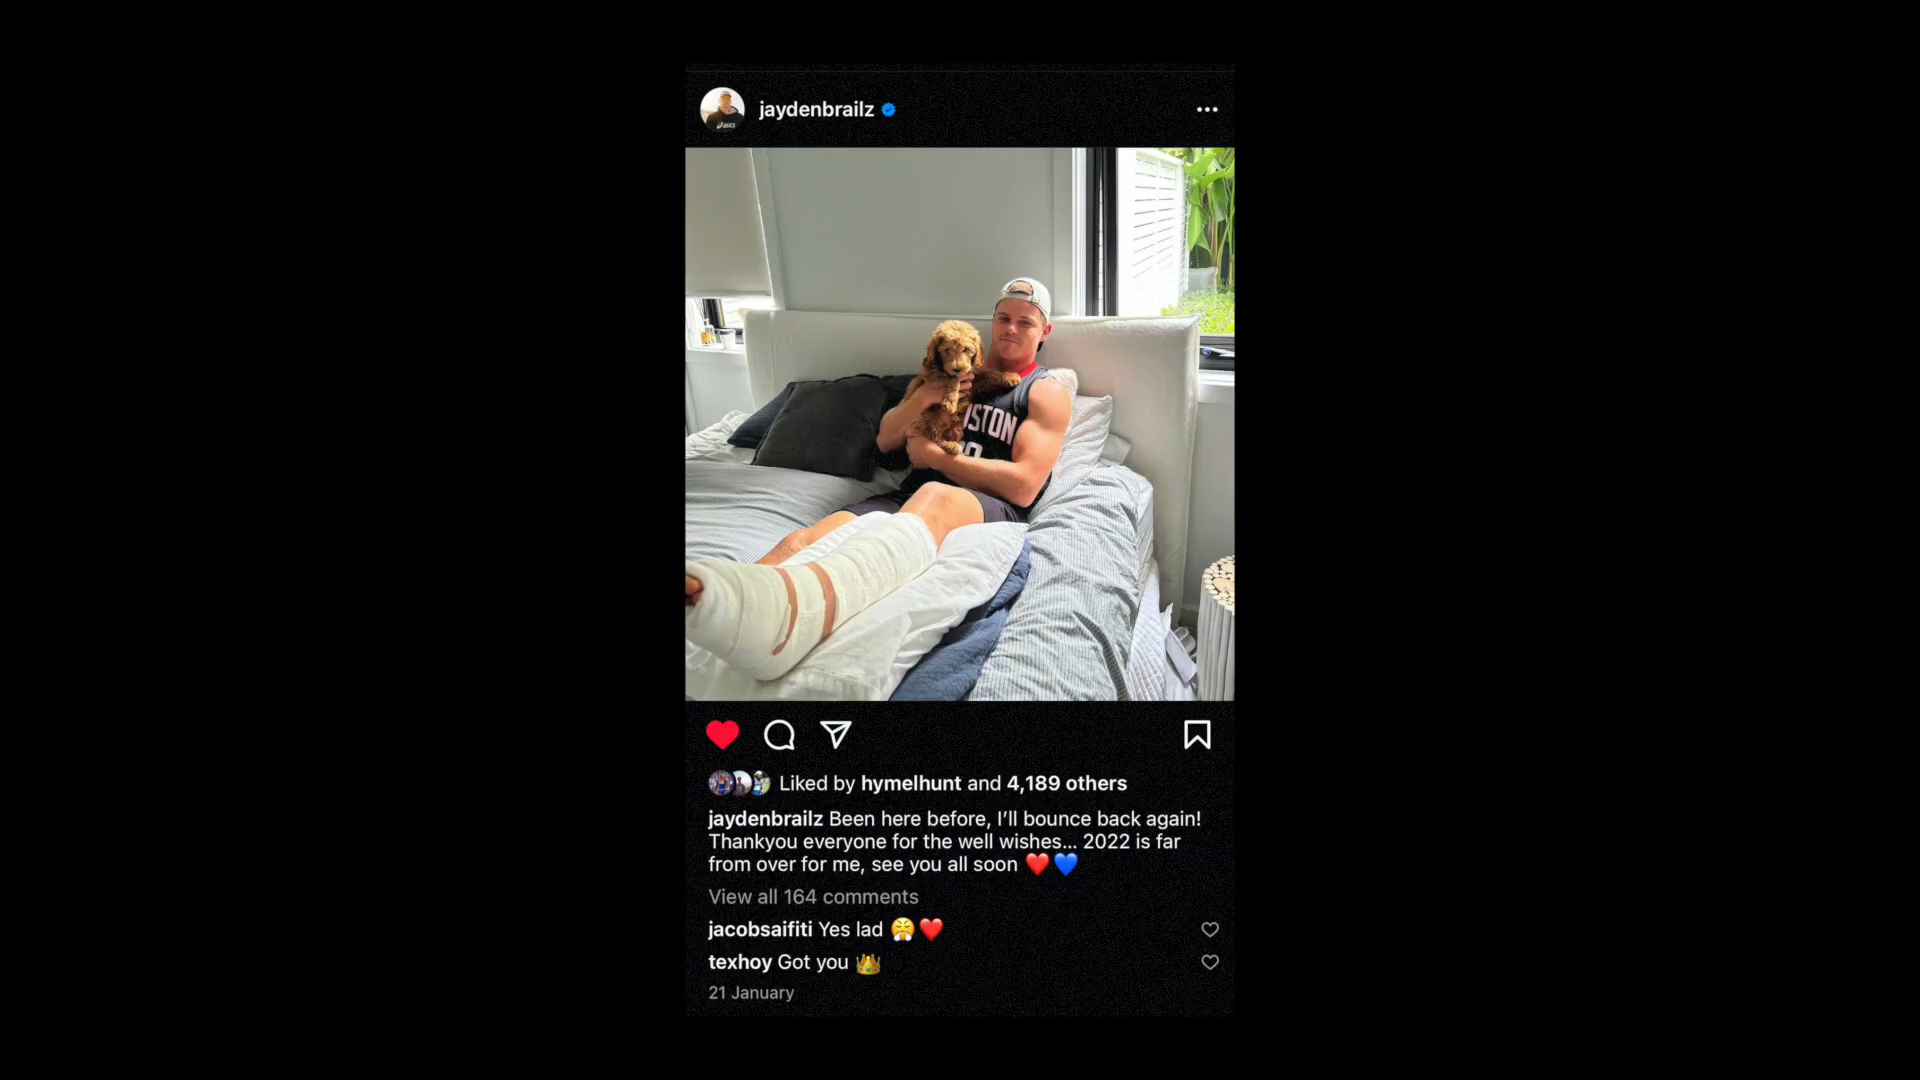 jaydenbrailz
asics
STON
Liked by hymelhunt and 4,189 others
jaydenbrailz Been here before, I’ll bounce back again!
Thankyou everyone for the well wishes... 2022 is far
from over for me, see you all soon ❤️💙
View all 164 comments
jacobsaifiti Yes lad 😤❤️
texhoy Got you 👑
21 January